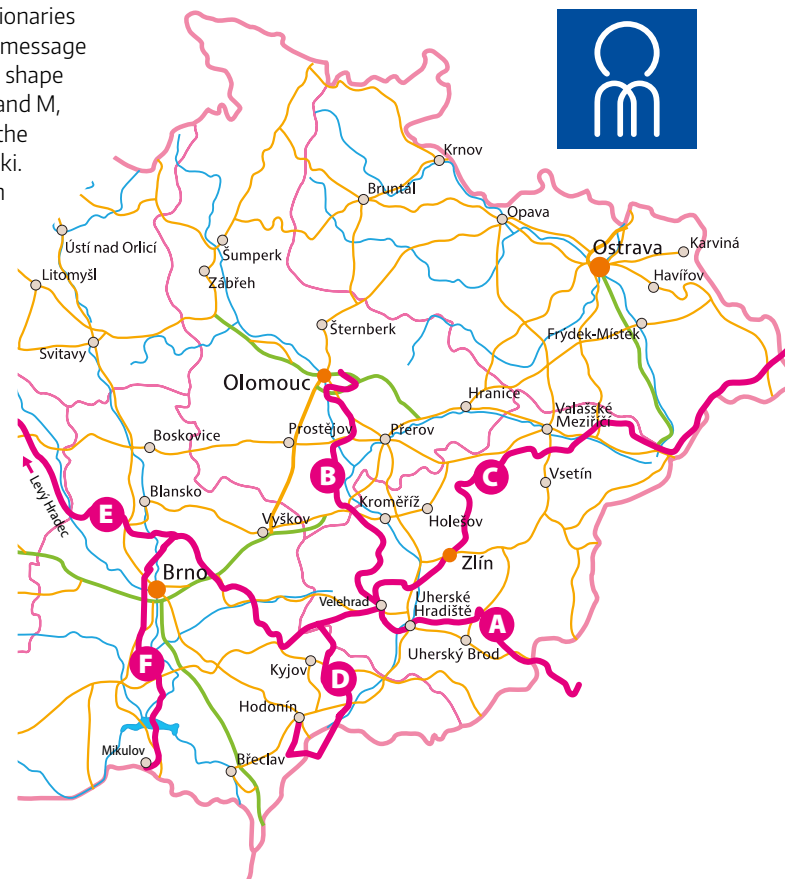 ionaries
message
shape
and M,
the
ki.
Krnov
Bruntál
Opava
Ústí nad Orlicí
Šumperk
Ostrava
Karviná
Litomyšl
Zábřeh
Havířov
Šternberk
Frýdek-Místek
Svitavy
Olomouc
Hranice
Valašské
Meziříčí
Boskovice
Prostějov
Přerov
B
C
Vsetín
Levý Hradec
Blansko
Kroměříž
E
Holešov
Vyškov
Zlín
Brno
Velehrad
Uherské
Hradiště
A
Uherský Brod
F
Kyjov
D
Hodonín
Mikulov
Břeclav